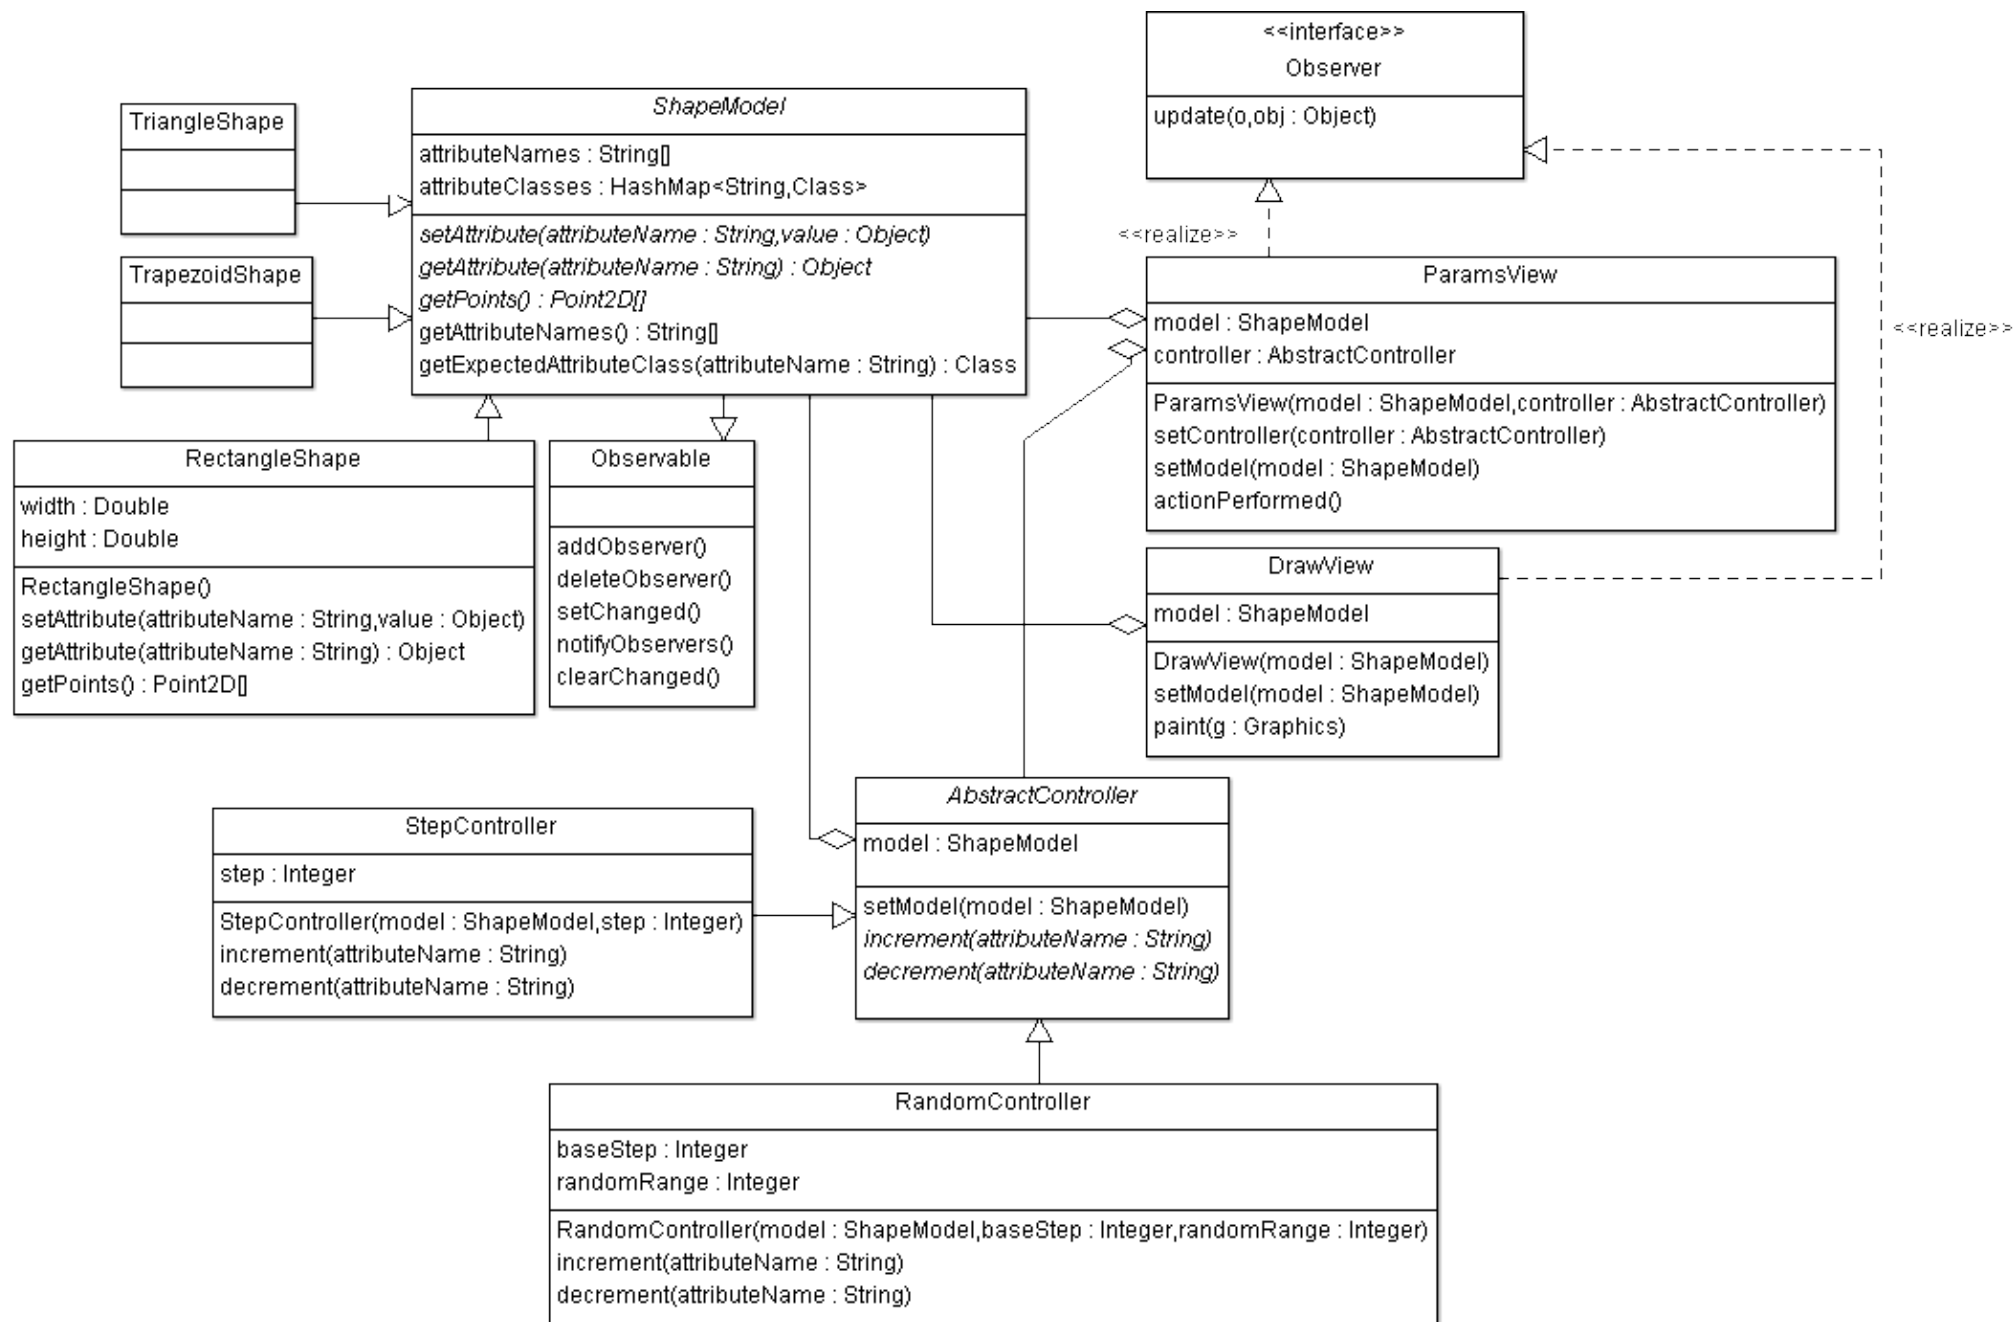 <<interface>>
Observer
update(o,obj : Object)
TriangleShape
ShapeModel
attributeNames : String[]
attributeClasses : HashMap<String,Class>
setAttribute(attributeName : String,value : Object)
getAttribute(attributeName : String) : Object
getPoints() : Point2D[]
getAttributeNames() : String[]
getExpectedAttributeClass(attributeName : String) : Class
TrapezoidShape
<<realize>>
<<realize>>
ParamsView
model : ShapeModel
controller : AbstractController
ParamsView(model : ShapeModel,controller : AbstractController)
setController(controller : AbstractController)
setModel(model : ShapeModel)
actionPerformed()
RectangleShape
width : Double
height : Double
RectangleShape()
setAttribute(attributeName : String,value : Object)
getAttribute(attributeName : String) : Object
getPoints() : Point2D[]
Observable
addObserver()
deleteObserver()
setChanged()
notifyObservers()
clearChanged()
DrawView
model : ShapeModel
DrawView(model : ShapeModel)
setModel(model : ShapeModel)
paint(g : Graphics)
StepController
step : Integer
StepController(model : ShapeModel,step : Integer)
increment(attributeName : String)
decrement(attributeName : String)
AbstractController
model : ShapeModel
setModel(model : ShapeModel)
increment(attributeName : String)
decrement(attributeName : String)
RandomController
baseStep : Integer
randomRange : Integer
RandomController(model : ShapeModel,baseStep : Integer,randomRange : Integer)
increment(attributeName : String)
decrement(attributeName : String)